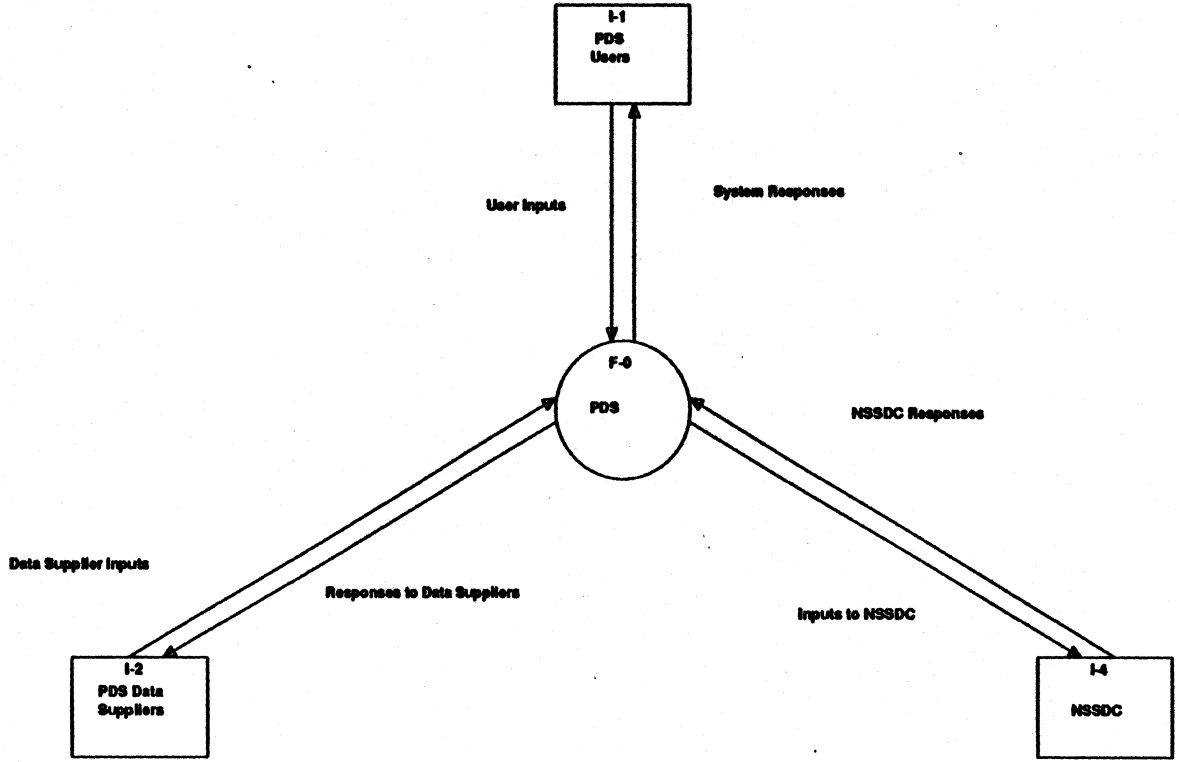 I-1
PDS
Users
User Inputs
System Responses
F-0
PDS
NSSDC Responses
Data Supplier Inputs
Responses to Data Suppliers
Inputs to NSSDC
I-2
PDS Data
Suppliers
I-4
NSSDC